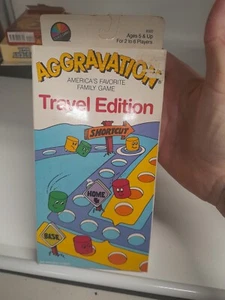 Ages 6 & Up
For 2 to 6 Players
AGGRAVATION
AMERICA'S FAVORITE
FAMILY GAME
Travel Edition
SHORTCUT
HOME
BASE